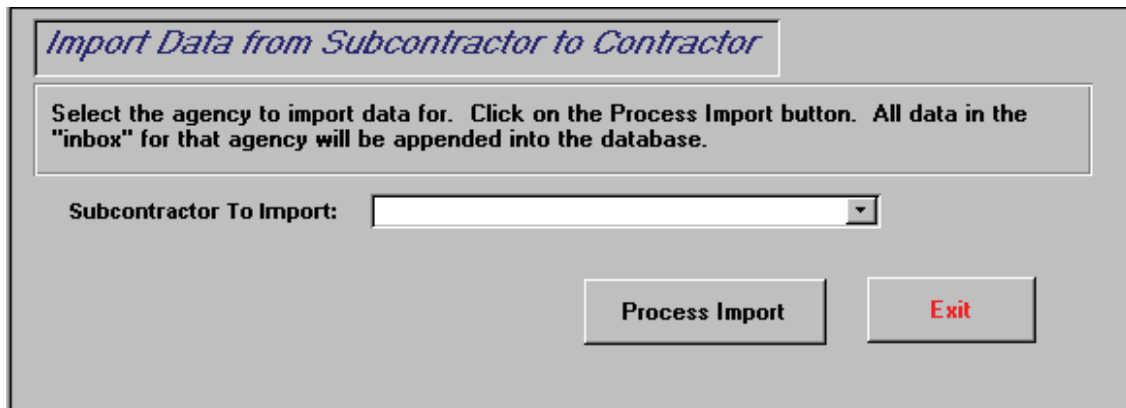 Import Data from Subcontractor to Contractor
Select the agency to import data for.  Click on the Process Import button.  All data in the
"inbox" for that agency will be appended into the database.
Subcontractor To Import:
Process Import
Exit